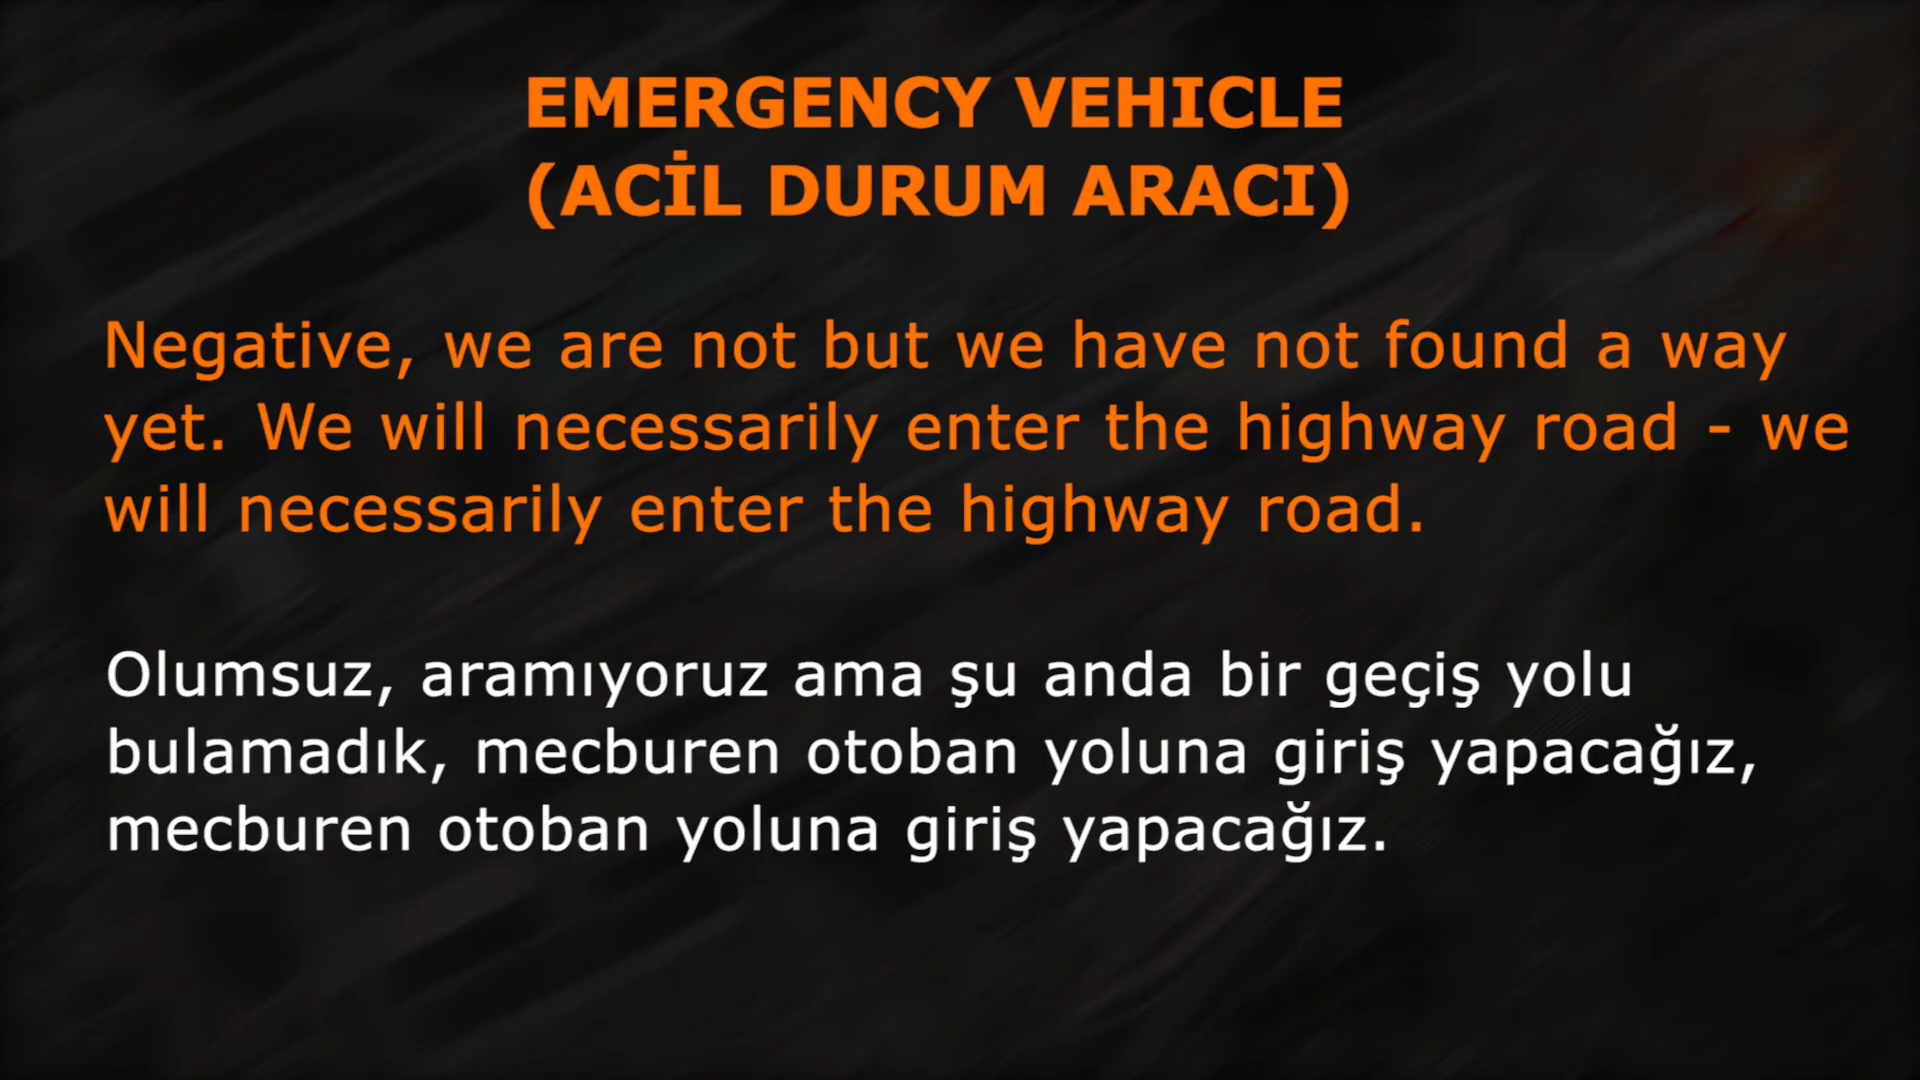 EMERGENCY VEHICLE
(ACİL DURUM ARACI)
Negative, we are not but we have not found a way
yet. We will necessarily enter the highway road - we
will necessarily enter the highway road.
Olumsuz, aramıyoruz ama şu anda bir geçiş yolu
bulamadık, mecburen otoban yoluna giriş yapacağız,
mecburen otoban yoluna giriş yapacağız.